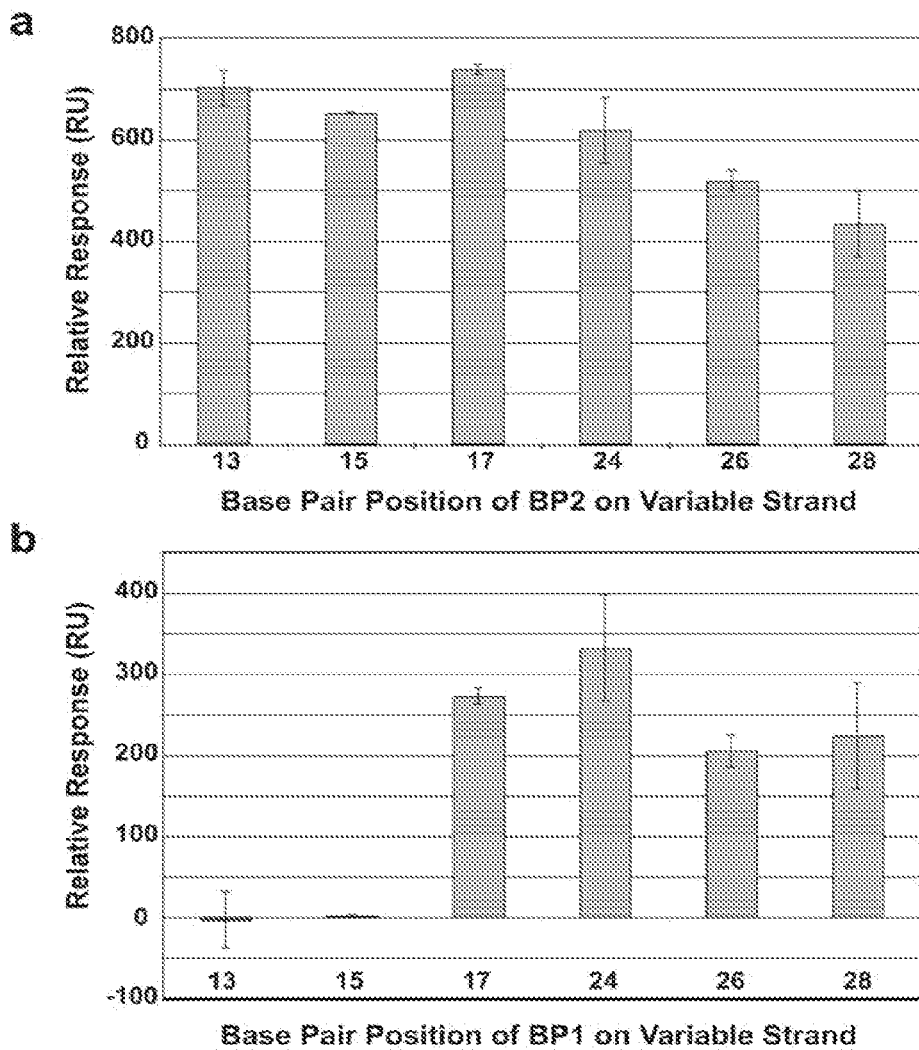 a
Relative Response (RU)
800
600
400
200
0
13 15 17 24 26 28
Base Pair Position of BP2 on Variable Strand
b
Relative Response (RU)
400
300
200
100
0
-100
13 15 17 24 26 28
Base Pair Position of BP1 on Variable Strand